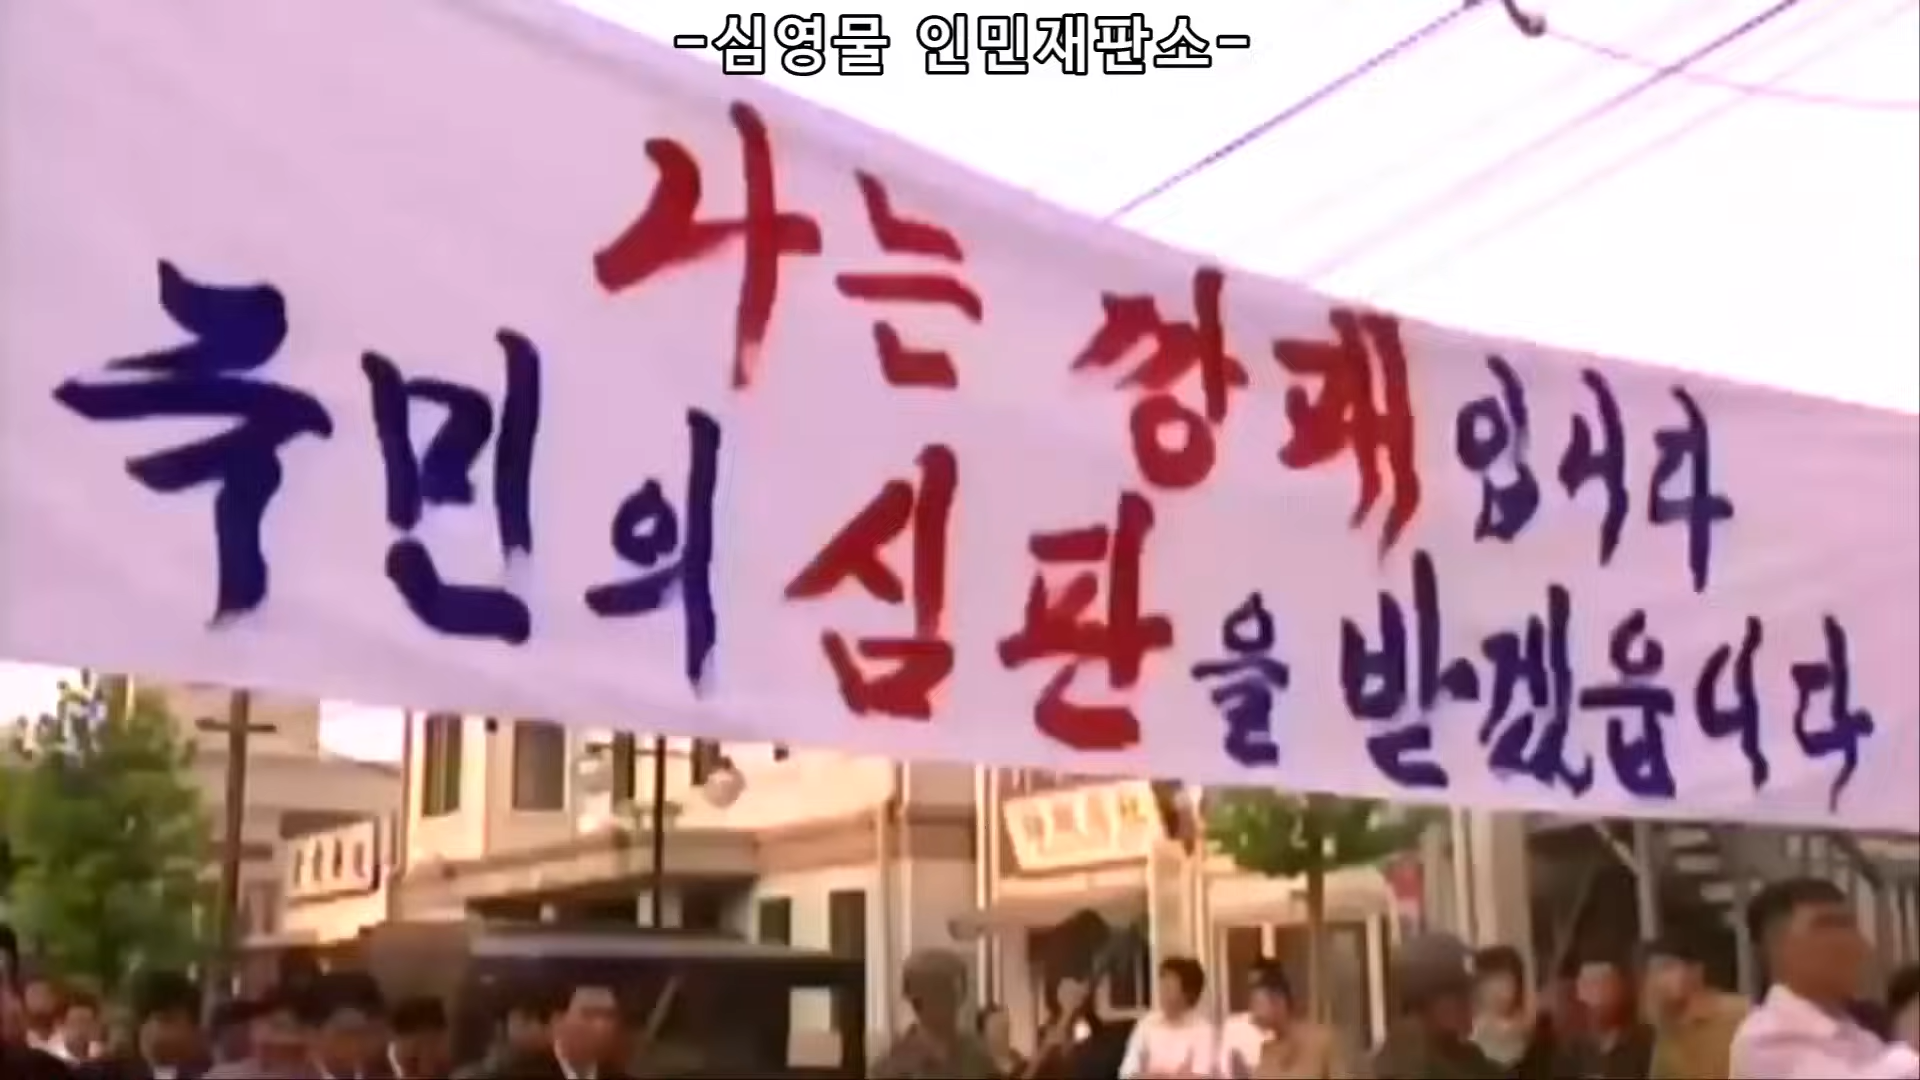 -심영물 인민재판소-
나는 깡패입니다
국민의 심판을 받겠읍니다